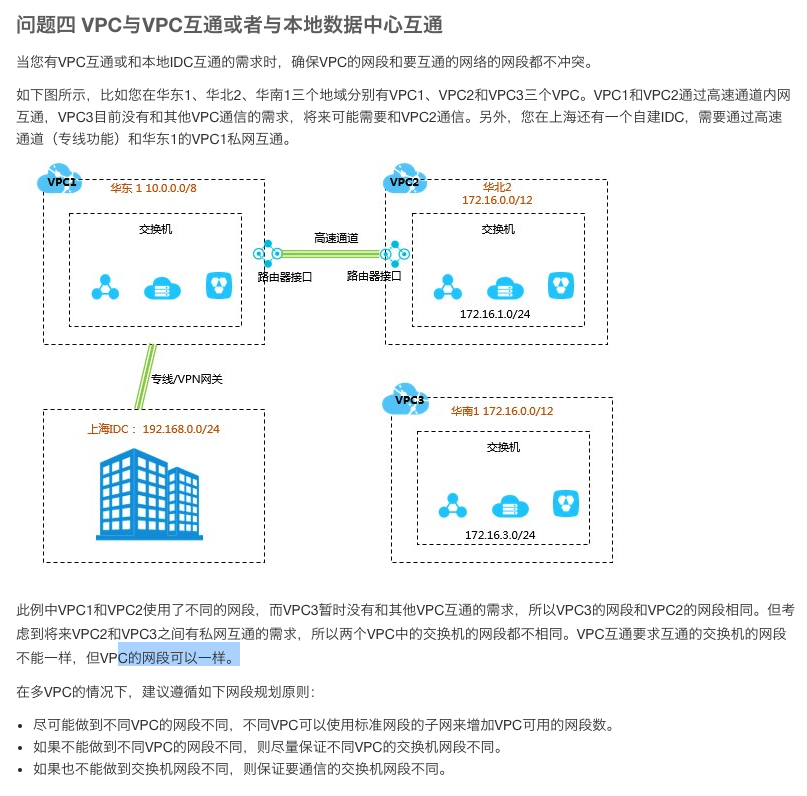 问题四 VPC与VPC互通或者与本地数据中心互通
当您有VPC互通或和本地IDC互通的需求时，确保VPC的网段和要互通的网络的网段都不冲突。
如下图所示，比如您在华东1、华北2、华南1三个地域分别有VPC1、VPC2和VPC3三个VPC。VPC1和VPC2通过高速通道内网
互通，VPC3目前没有和其他VPC通信的需求，将来可能需要和VPC2通信。另外，您在上海还有一个自建IDC，需要通过高速
通道（专线功能）和华东1的VPC1私网互通。
VPC1
华东 1 10.0.0.0/8
交换机
高速通道
路由器接口
路由器接口
VPC2
华北2
172.16.0.0/12
交换机
172.16.1.0/24
专线/VPN网关
上海IDC： 192.168.0.0/24
VPC3
华南1 172.16.0.0/12
交换机
172.16.3.0/24
此例中VPC1和VPC2使用了不同的网段，而VPC3暂时没有和其他VPC互通的需求，所以VPC3的网段和VPC2的网段相同。但考
虑到将来VPC2和VPC3之间有私网互通的需求，所以两个VPC中的交换机的网段都不相同。VPC互通要求互通的交换机的网段
不能一样，但VPC的网段可以一样。
在多VPC的情况下，建议遵循如下网段规划原则：
• 尽可能做到不同VPC的网段不同，不同VPC可以使用标准网段的子网来增加VPC可用的网段数。
• 如果不能做到不同VPC的网段不同，则尽量保证不同VPC的交换机网段不同。
• 如果也不能做到交换机网段不同，则保证要通信的交换机网段不同。